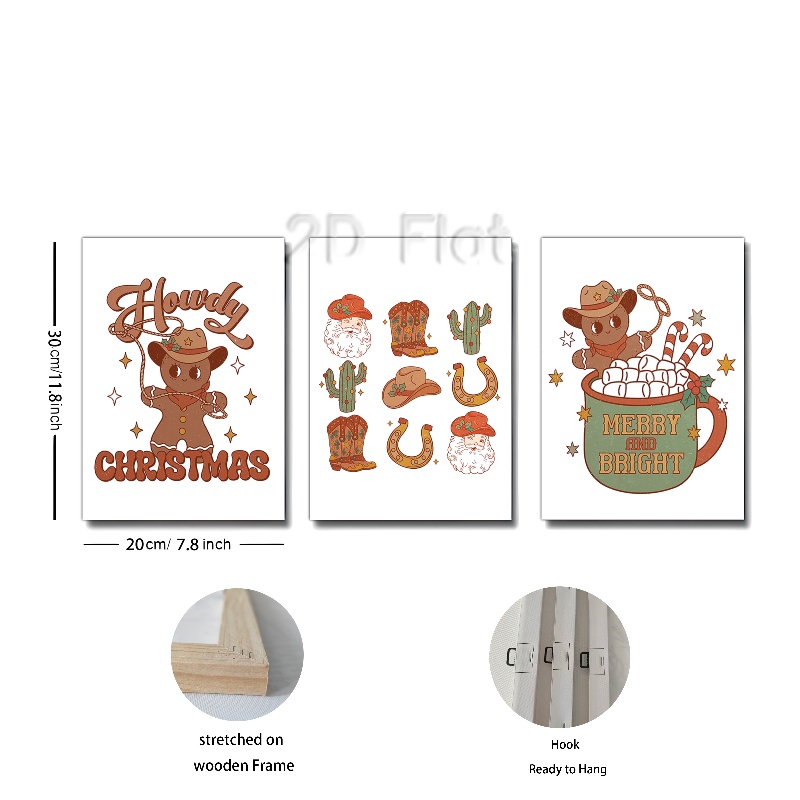 2D Flat
Howdy
CHRISTMAS
MERRY
AND
BRIGHT
30cm/11.8inch
20cm/ 7.8 inch
stretched on
wooden Frame
Hook
Ready to Hang